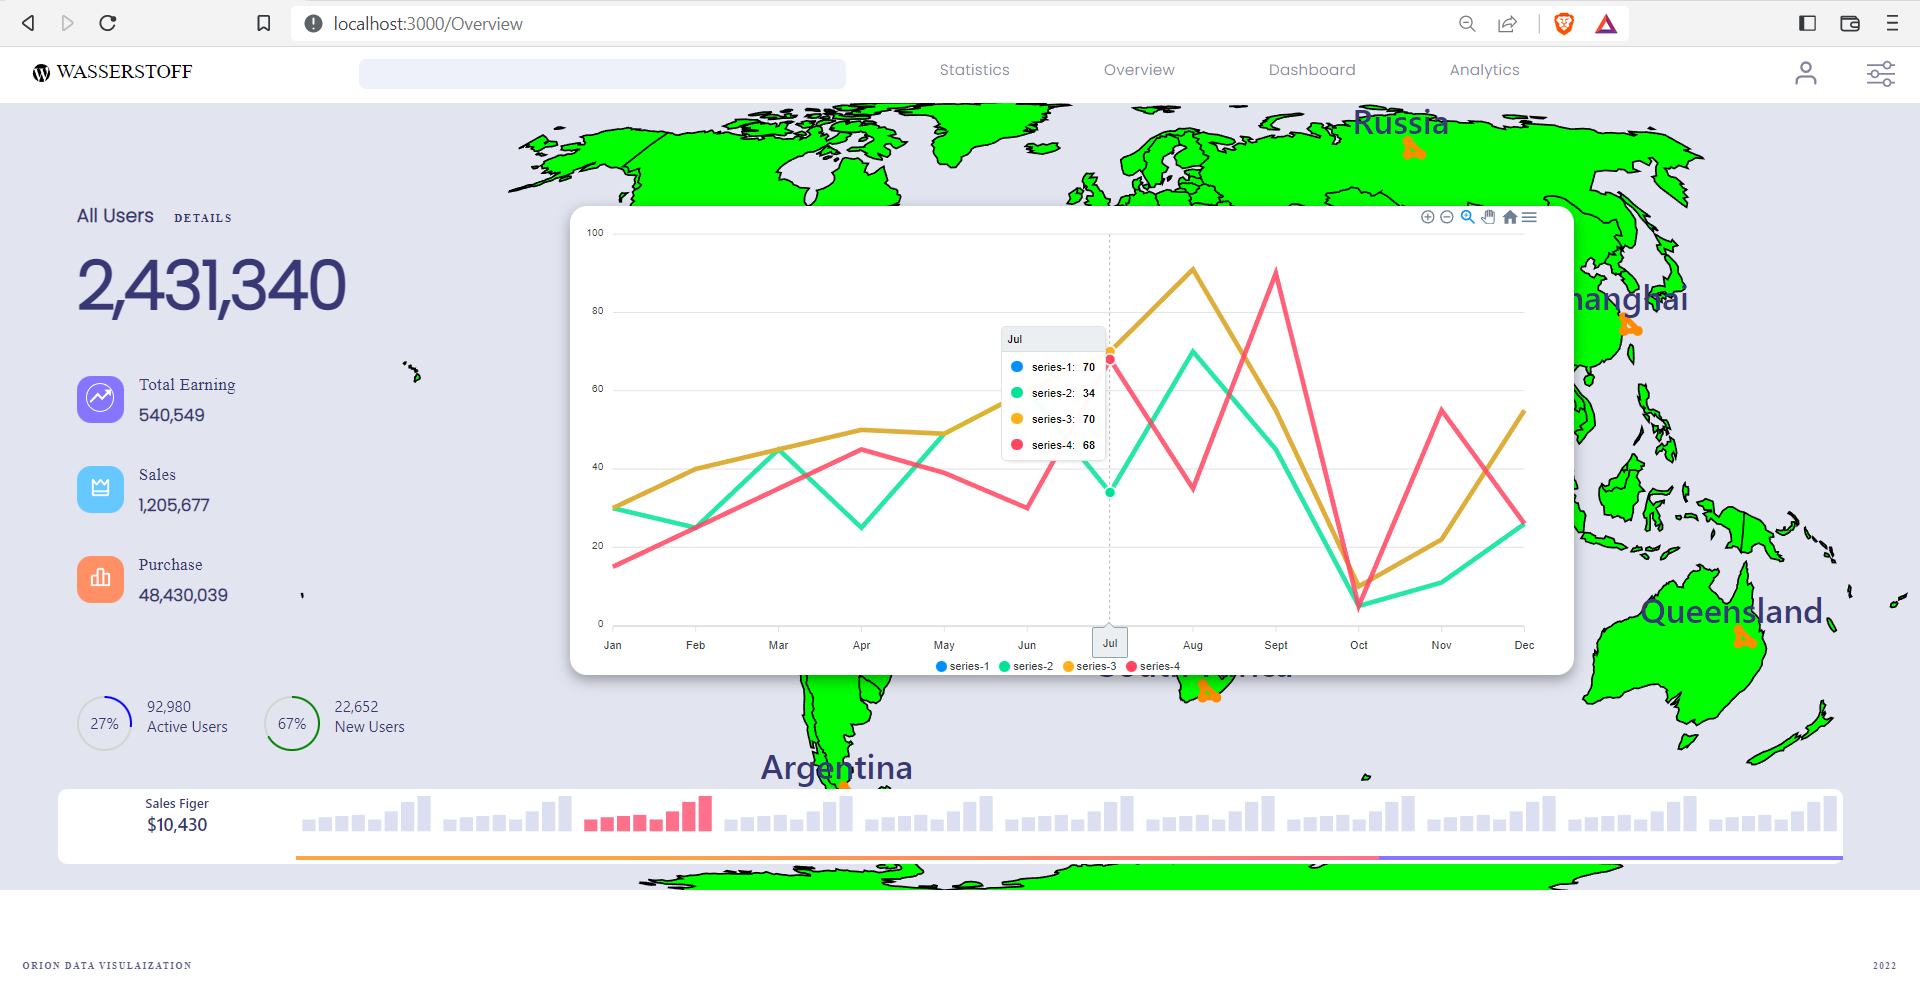 localhost:3000/Overview
WASSERSTOFF
Statistics
Overview
Dashboard
Analytics
Russia
All Users DETAILS
2,431,340
Total Earning
540,549
Sales
1,205,677
Purchase
48,430,039
27%
92,980
Active Users
67%
22,652
New Users
100
80
60
40
20
0
Jul
series-1: 70
series-2: 34
series-3: 70
series-4: 68
Jan Feb Mar Apr May Jun Jul Aug Sept Oct Nov Dec
series-1 series-2 series-3 series-4
hanghai
Queensland
Argentina
Sales Figer
$10,430
ORION DATA VISULAIZATION
2022